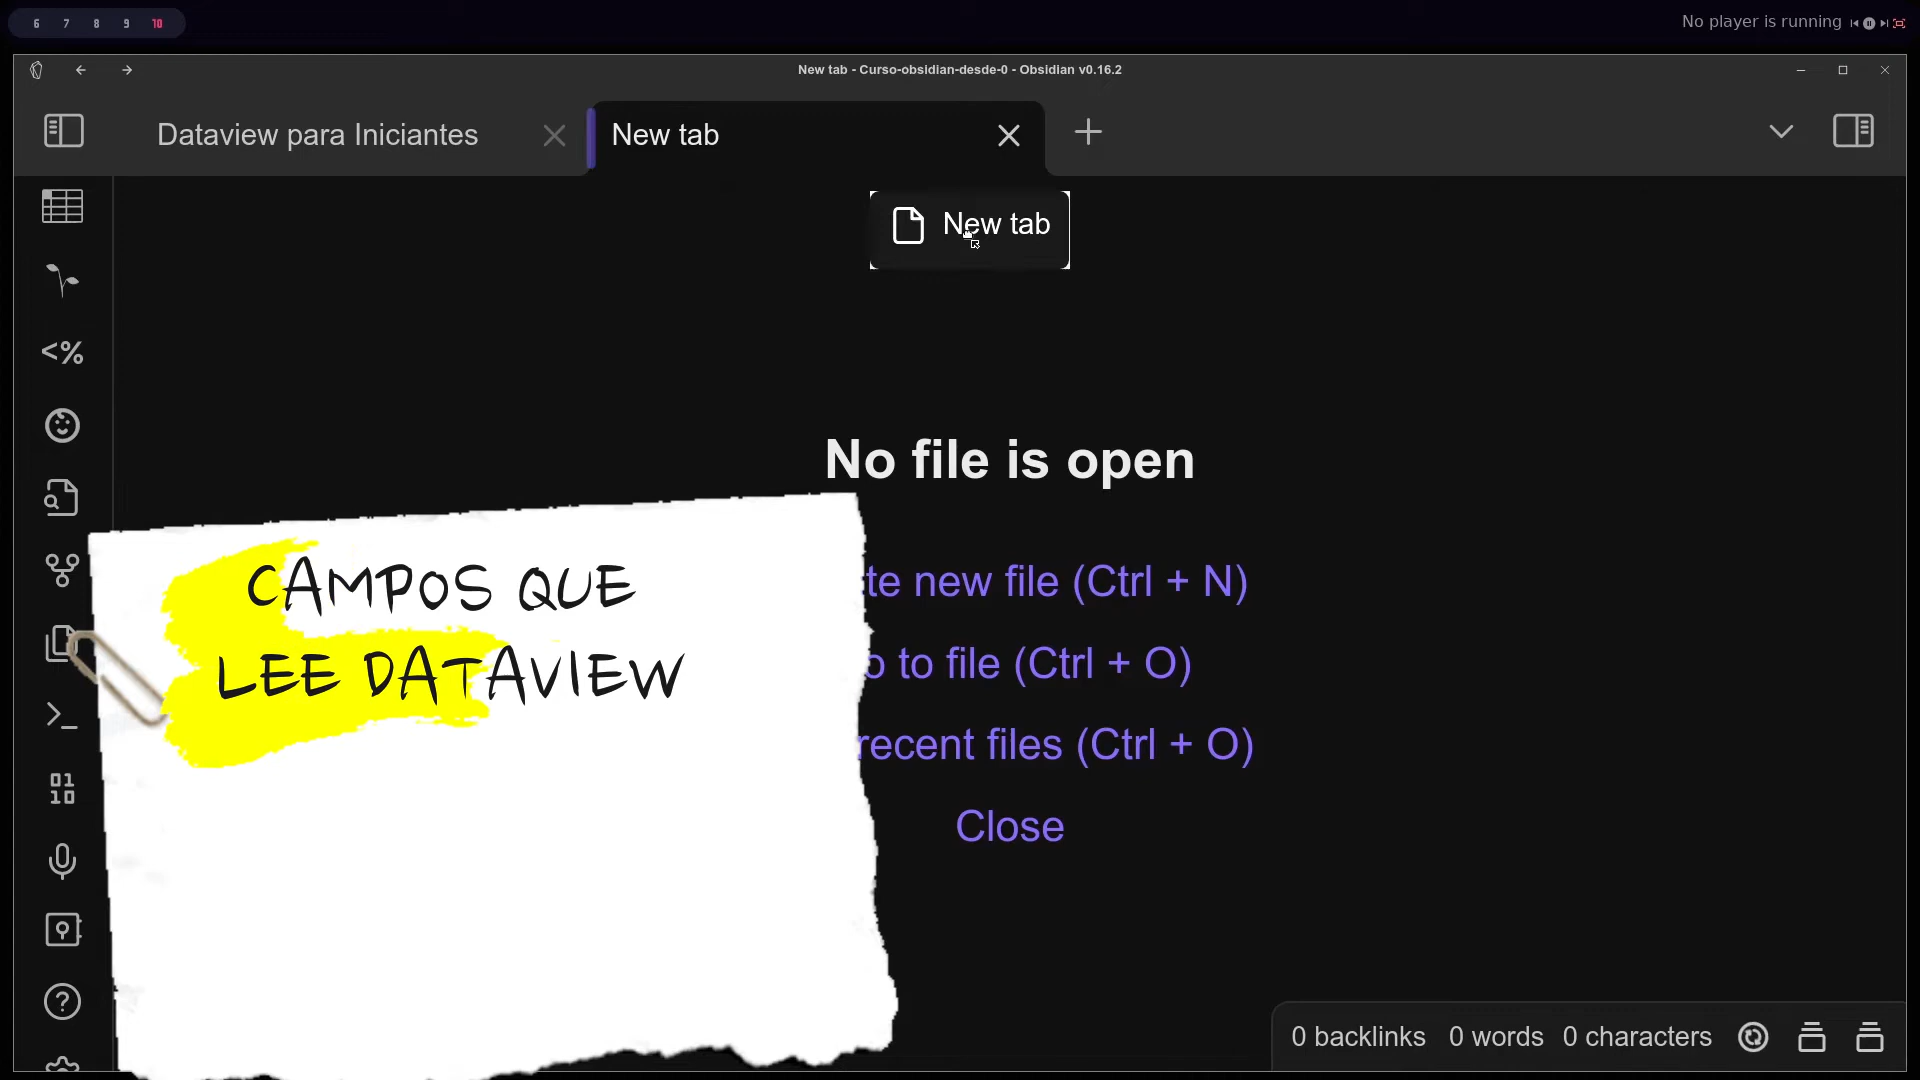 6 7 8 9 10
No player is running
New tab - Curso-obsidian-desde-0 - Obsidian v0.16.2
Dataview para Iniciantes
New tab
New tab
<%
No file is open
CAMPOS QUE
LEE DATAVIEW
te new file (Ctrl + N)
to file (Ctrl + O)
recent files (Ctrl + O)
Close
>_
01
10
?
0 backlinks 0 words 0 characters